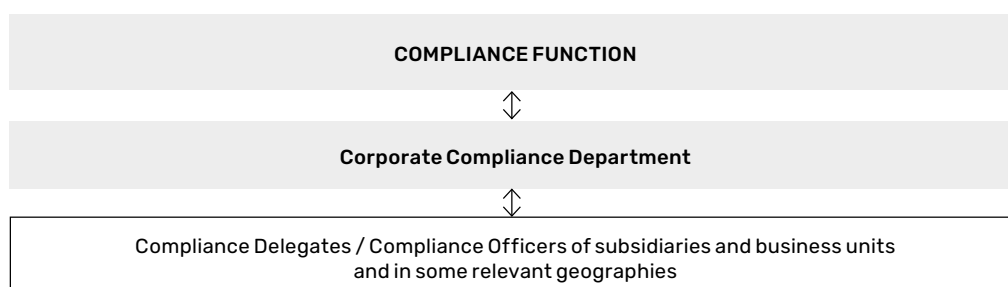 COMPLIANCE FUNCTION
Corporate Compliance Department
Compliance Delegates / Compliance Officers of subsidiaries and business units
and in some relevant geographies